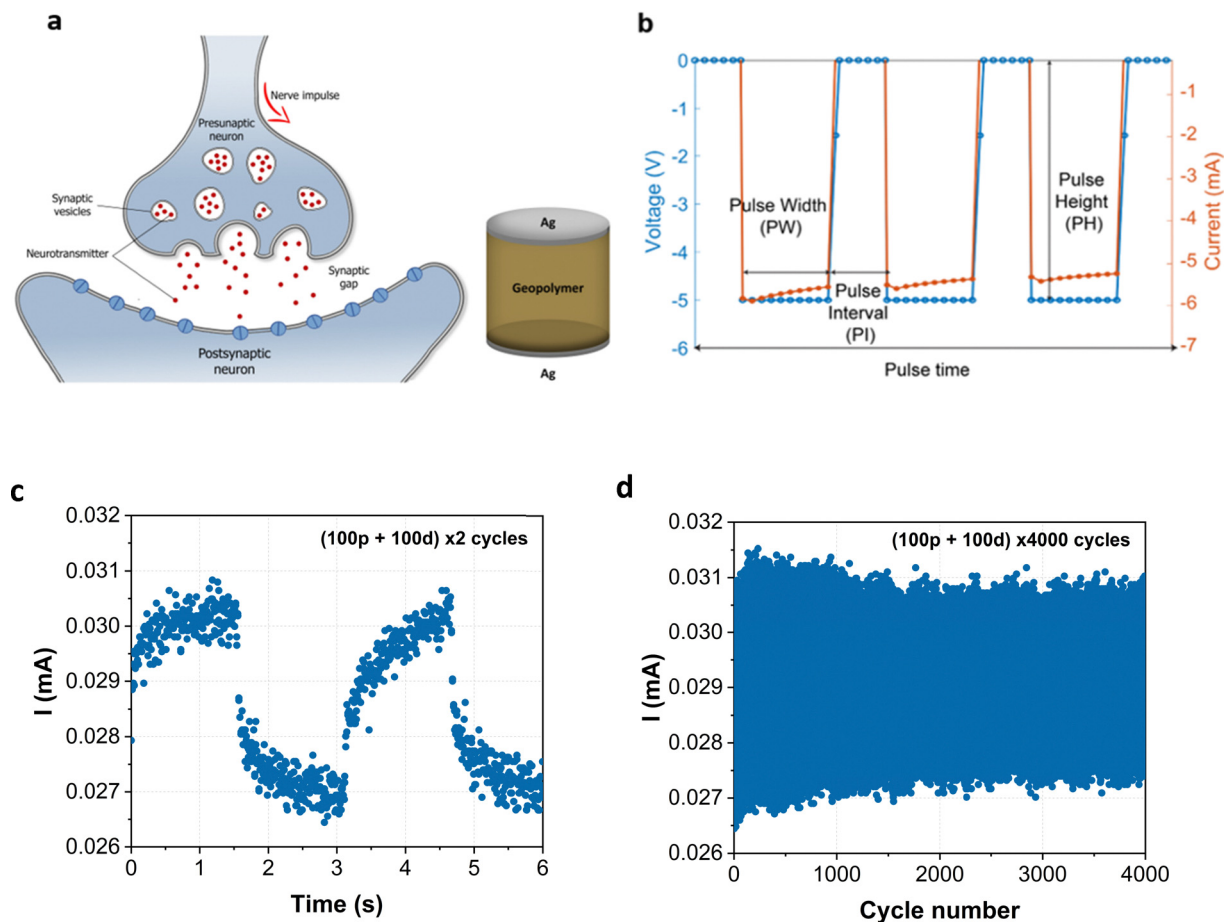 a
Nerve impulse
Presunaptic
neuron
Synaptic
vesicles
Neurotransmitter
Synaptic
gap
Postsynaptic
neuron
Ag
Geopolymer
Ag
b
0
-1
-2
-3
-4
-5
-6
Voltage (V)
Pulse Width
(PW)
Pulse
Interval
(PI)
Pulse
Height
(PH)
Pulse time
-1
-2
-3
-4
-5
-6
-7
Current (mA)
c
0.032
0.031
0.030
0.029
0.028
0.027
0.026
I (mA)
(100p + 100d) x2 cycles
0 1 2 3 4 5 6
Time (s)
d
0.032
0.031
0.030
0.029
0.028
0.027
0.026
I (mA)
(100p + 100d) x4000 cycles
0 1000 2000 3000 4000
Cycle number